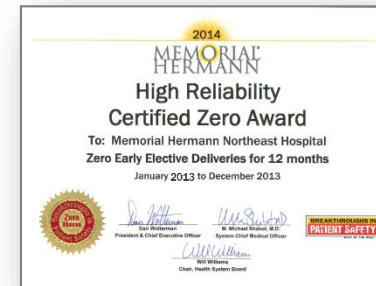 2014
MEMORIAL
HERMANN
High Reliability
Certified Zero Award
To: Memorial Hermann Northeast Hospital
Zero Early Elective Deliveries for 12 months
January 2013 to December 2013
Zero
Harm
Dan Wolterman
President & Chief Executive Officer
M. Michael Shabot, M.D.
System Chief Medical Officer
Will Williams
Chair, Health System Board
BREAKTHROUGHS IN
PATIENT SAFETY